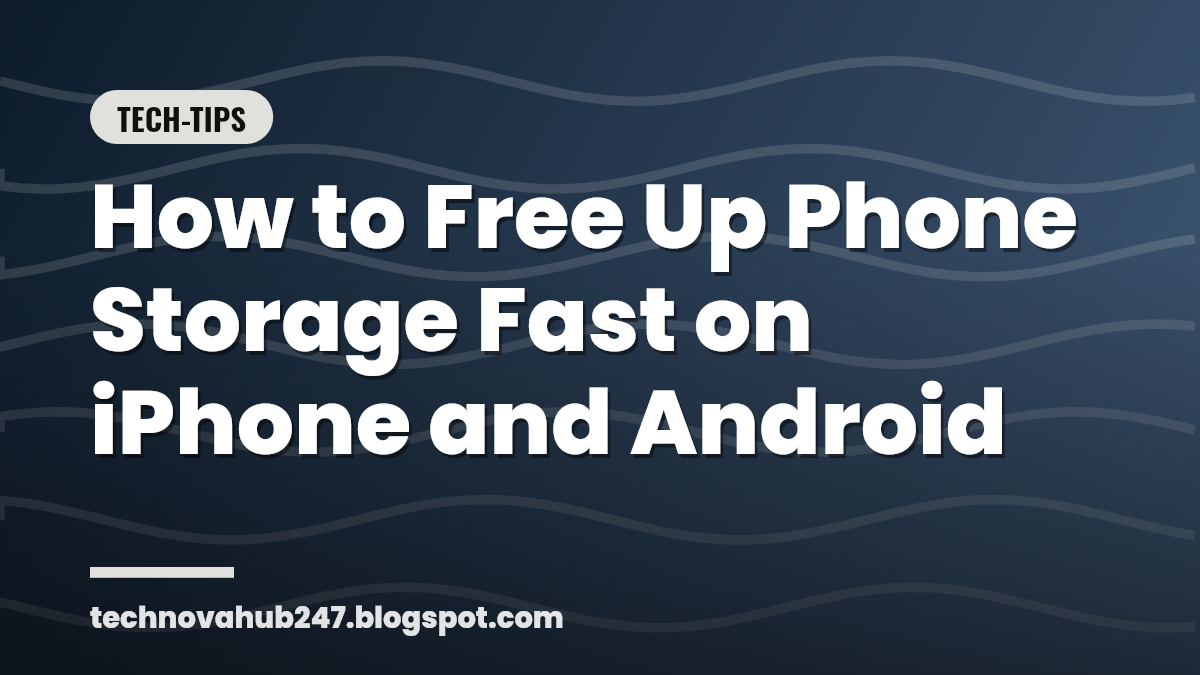 TECH-TIPS
How to Free Up Phone
Storage Fast on
iPhone and Android
technovahub247.blogspot.com